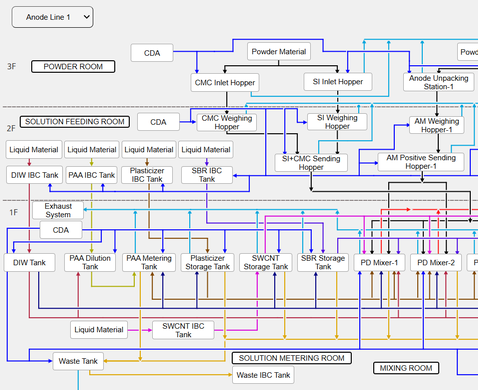 Anode Line 1
3F
POWDER ROOM
CDA
Powder Material
CMC Inlet Hopper
SI Inlet Hopper
Anode Unpacking
Station-1
2F
SOLUTION FEEDING ROOM
CDA
CMC Weighing
Hopper
SI Weighing
Hopper
AM Weighing
Hopper-1
Liquid Material
Liquid Material
Liquid Material
Liquid Material
SI+CMC Sending
Hopper
AM Positive Sending
Hopper-1
DIW IBC Tank
PAA IBC Tank
Plasticizer
IBC Tank
SBR IBC
Tank
1F
Exhaust
System
CDA
DIW Tank
PAA Dilution
Tank
PAA Metering
Tank
Plasticizer
Storage Tank
SWCNT
Storage Tank
SBR Storage
Tank
PD Mixer-1
PD Mixer-2
Liquid Material
SWCNT IBC
Tank
Waste Tank
SOLUTION METERING ROOM
MIXING ROOM
Waste IBC Tank